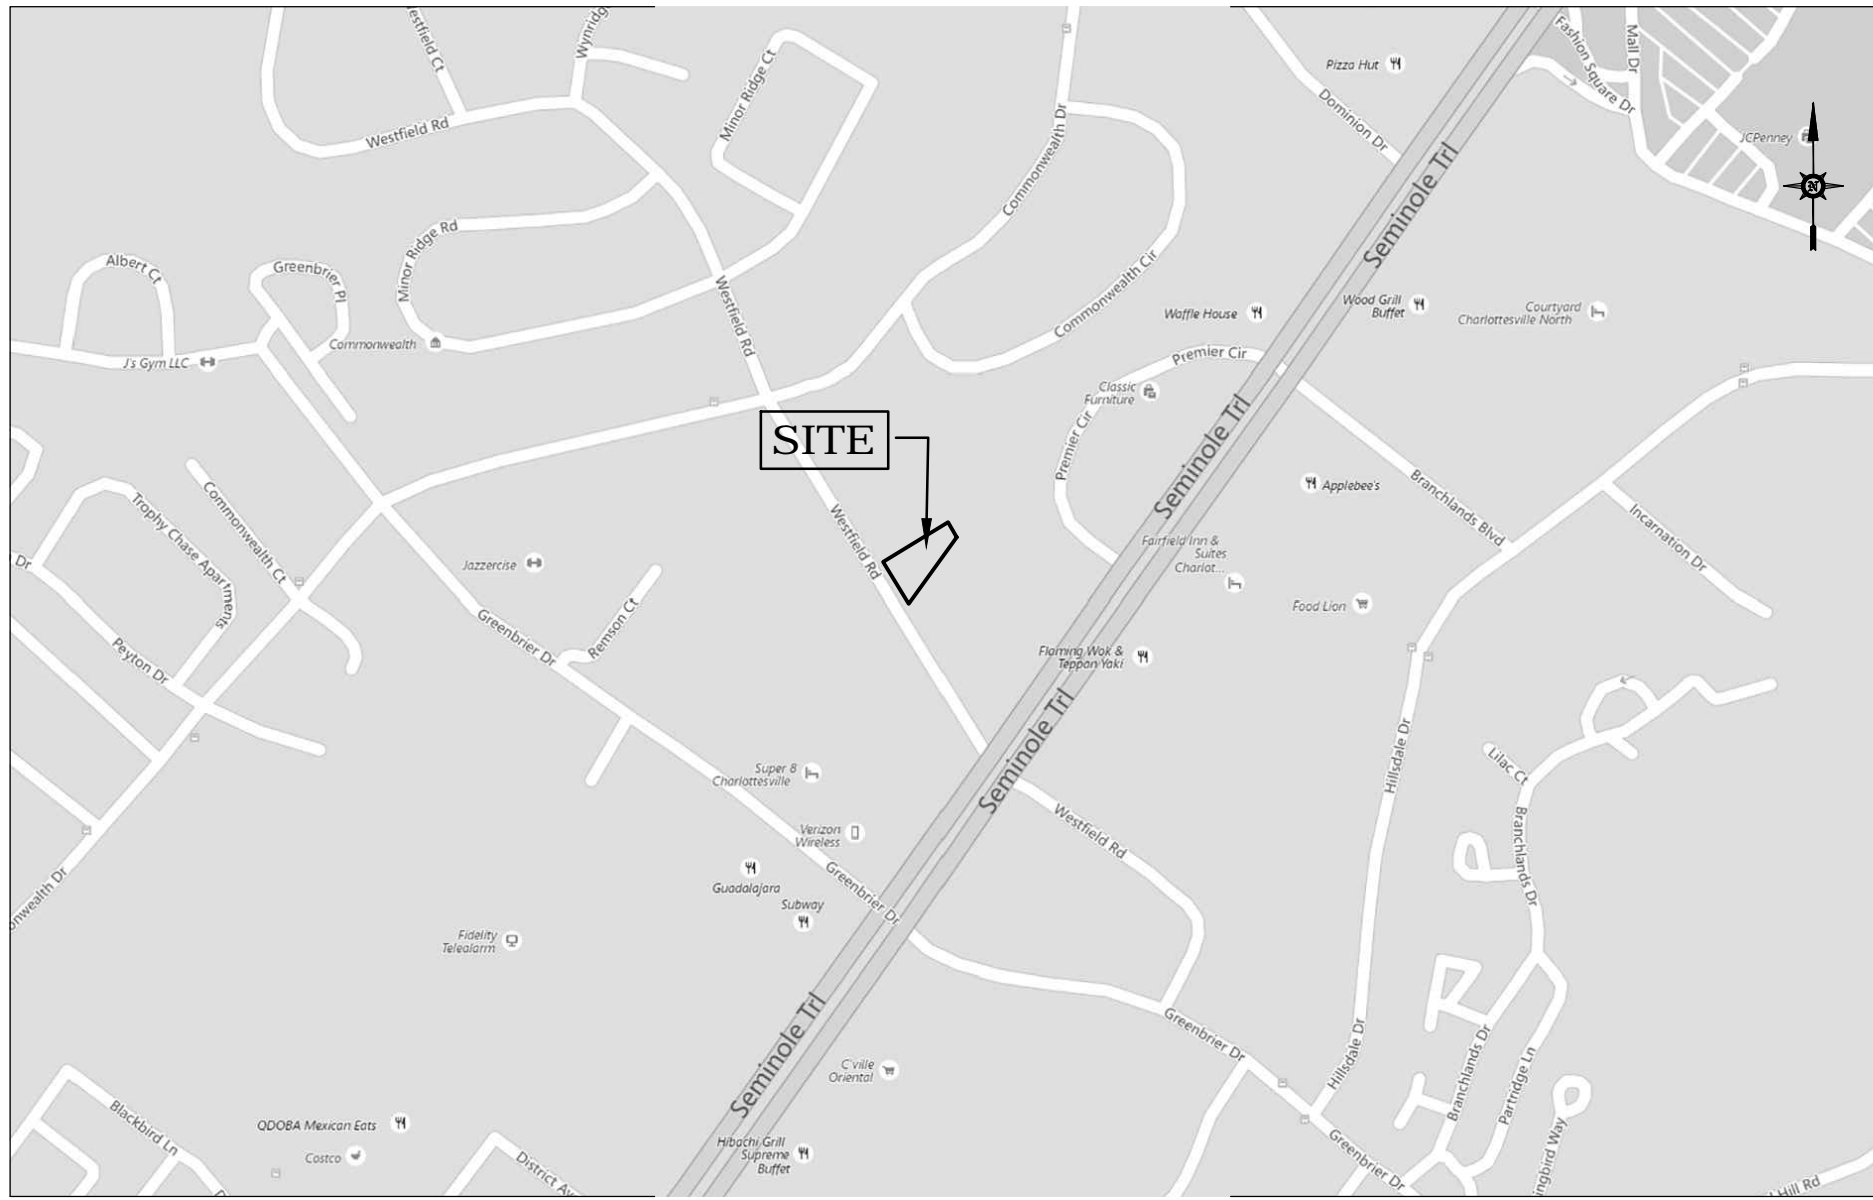 estfield Ct
Wynridg
Minor Ridge Ct
Pizza Hut
Fashion Square Dr
Mall Dr
Dominion Dr
JCPenney
Westfield Rd
Commonwealth Dr
Seminole Trl
N
Minor Ridge Rd
Albert Ct
Greenbrier Pl
Commonwealth Cir
Westfield Rd
Waffle House
Wood Grill
Buffet
Courtyard
Charlottesville North
Commonwealth
J's Gym LLC
Premier Cir
Classic
Furniture
SITE
Premier Cir
Seminole Trl
Applebee's
Branchlands Blvd
Trophy Chase Apartments
Commonwealth Ct
Westfield Rd
Incarnation Dr
Dr
Jazzercise
Fairfield Inn &
Suites
Charlot...
Food Lion
Greenbrier Dr
Remson Ct
Peyton Dr
Flaming Wok &
Teppan Yaki
Seminole Trl
Hillsdale Dr
Lilac Ct
Super 8
Charlottesville
Verizon
Wireless
Westfield Rd
Branchlands Dr
onwealth Dr
Guadalajara
Subway
Greenbrier Dr
Fidelity
Telealarm
Seminole Trl
Greenbrier Dr
Hillsdale Dr
Branchlands Dr
Partridge Ln
C'ville
Oriental
Blackbird Ln
QDOBA Mexican Eats
Costco
District Av
Hibachi Grill
Supreme
Buffet
Greenbrier Dr
ingbird Way
Hill Rd